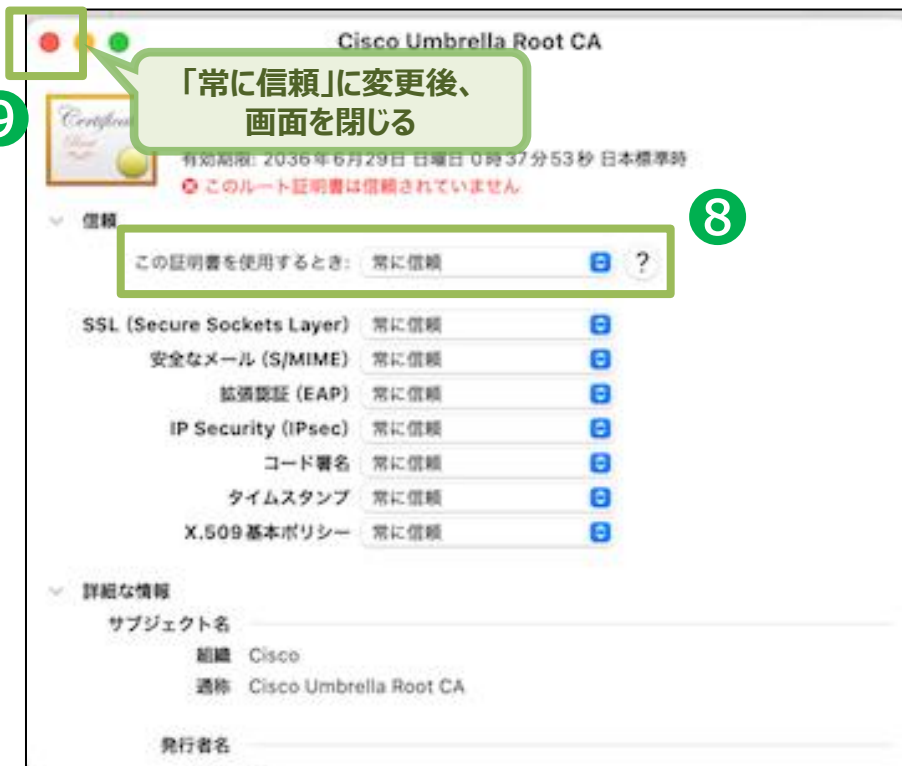 Cisco Umbrella Root CA
「常に信頼」に変更後、
画面を閉じる
❾
Certificate
有効期限: 2036年6月29日 日曜日 0時37分53秒 日本標準時
このルート証明書は信頼されていません
❽
信頼
この証明書を使用するとき: 常に信頼 ?
SSL (Secure Sockets Layer) 常に信頼
安全なメール (S/MIME) 常に信頼
拡張認証 (EAP) 常に信頼
IP Security (IPsec) 常に信頼
コード署名 常に信頼
タイムスタンプ 常に信頼
X.509基本ポリシー 常に信頼
詳細な情報
サブジェクト名
組織 Cisco
通称 Cisco Umbrella Root CA
発行者名